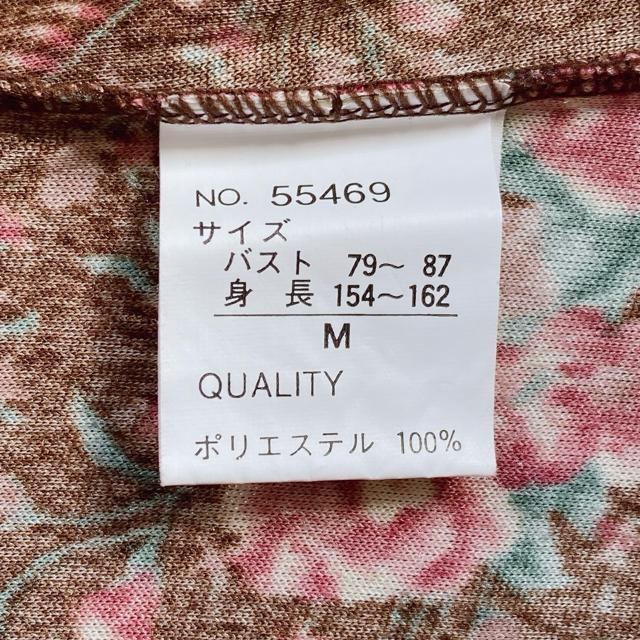 NO. 55469
サイズ
バスト 79〜 87
身 長 154〜162
M
QUALITY
ポリエステル 100%